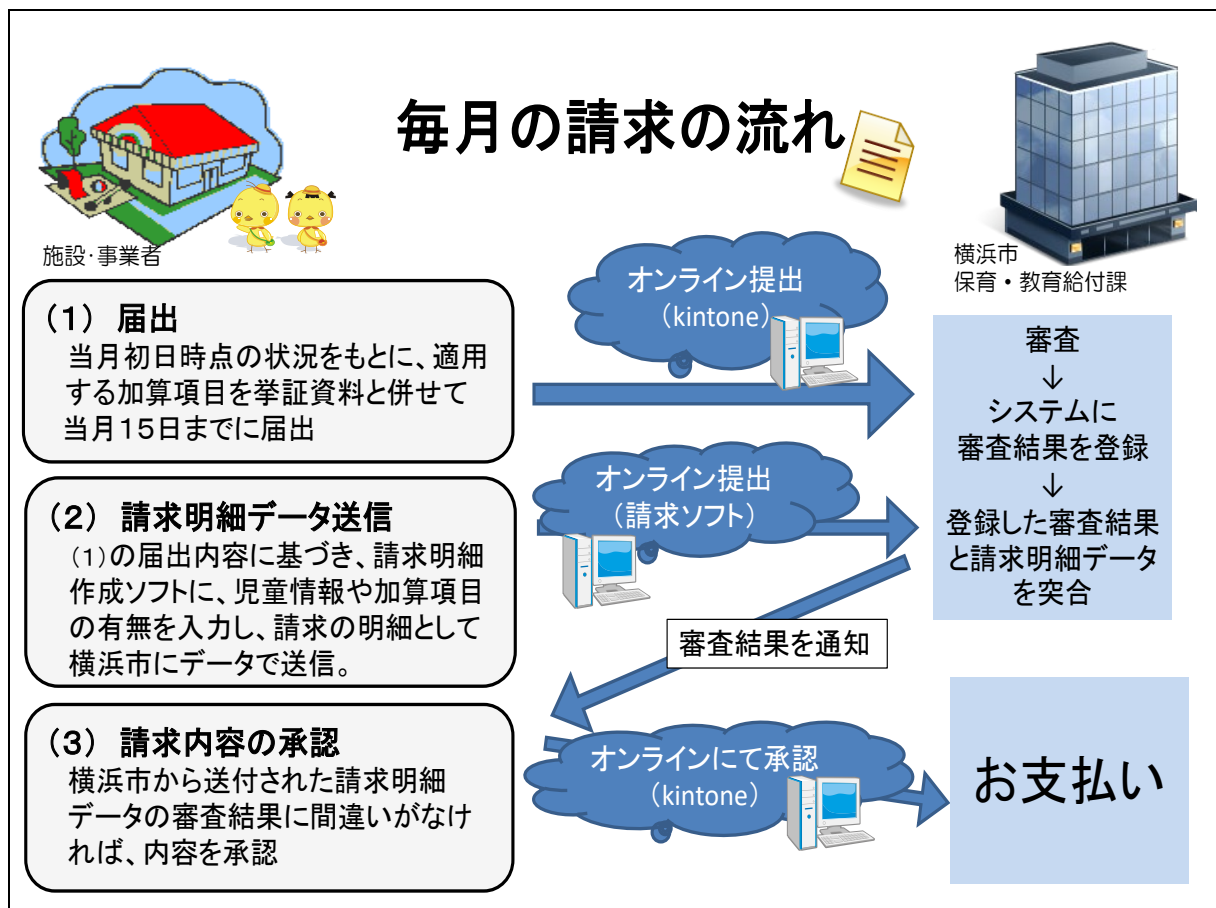 毎月の請求の流れ
施設・事業者
横浜市
保育・教育給付課
（１） 届出
当月初日時点の状況をもとに、適用
する加算項目を挙証資料と併せて
当月１５日までに届出
オンライン提出
（kintone）
審査
↓
システムに
審査結果を登録
↓
登録した審査結果
と請求明細データ
を突合
（２） 請求明細データ送信
(１)の届出内容に基づき、請求明細
作成ソフトに、児童情報や加算項目
の有無を入力し、請求の明細として
横浜市にデータで送信。
オンライン提出
（請求ソフト）
審査結果を通知
（３） 請求内容の承認
横浜市から送付された請求明細
データの審査結果に間違いがなけ
れば、内容を承認
オンラインにて承認
（kintone）
お支払い